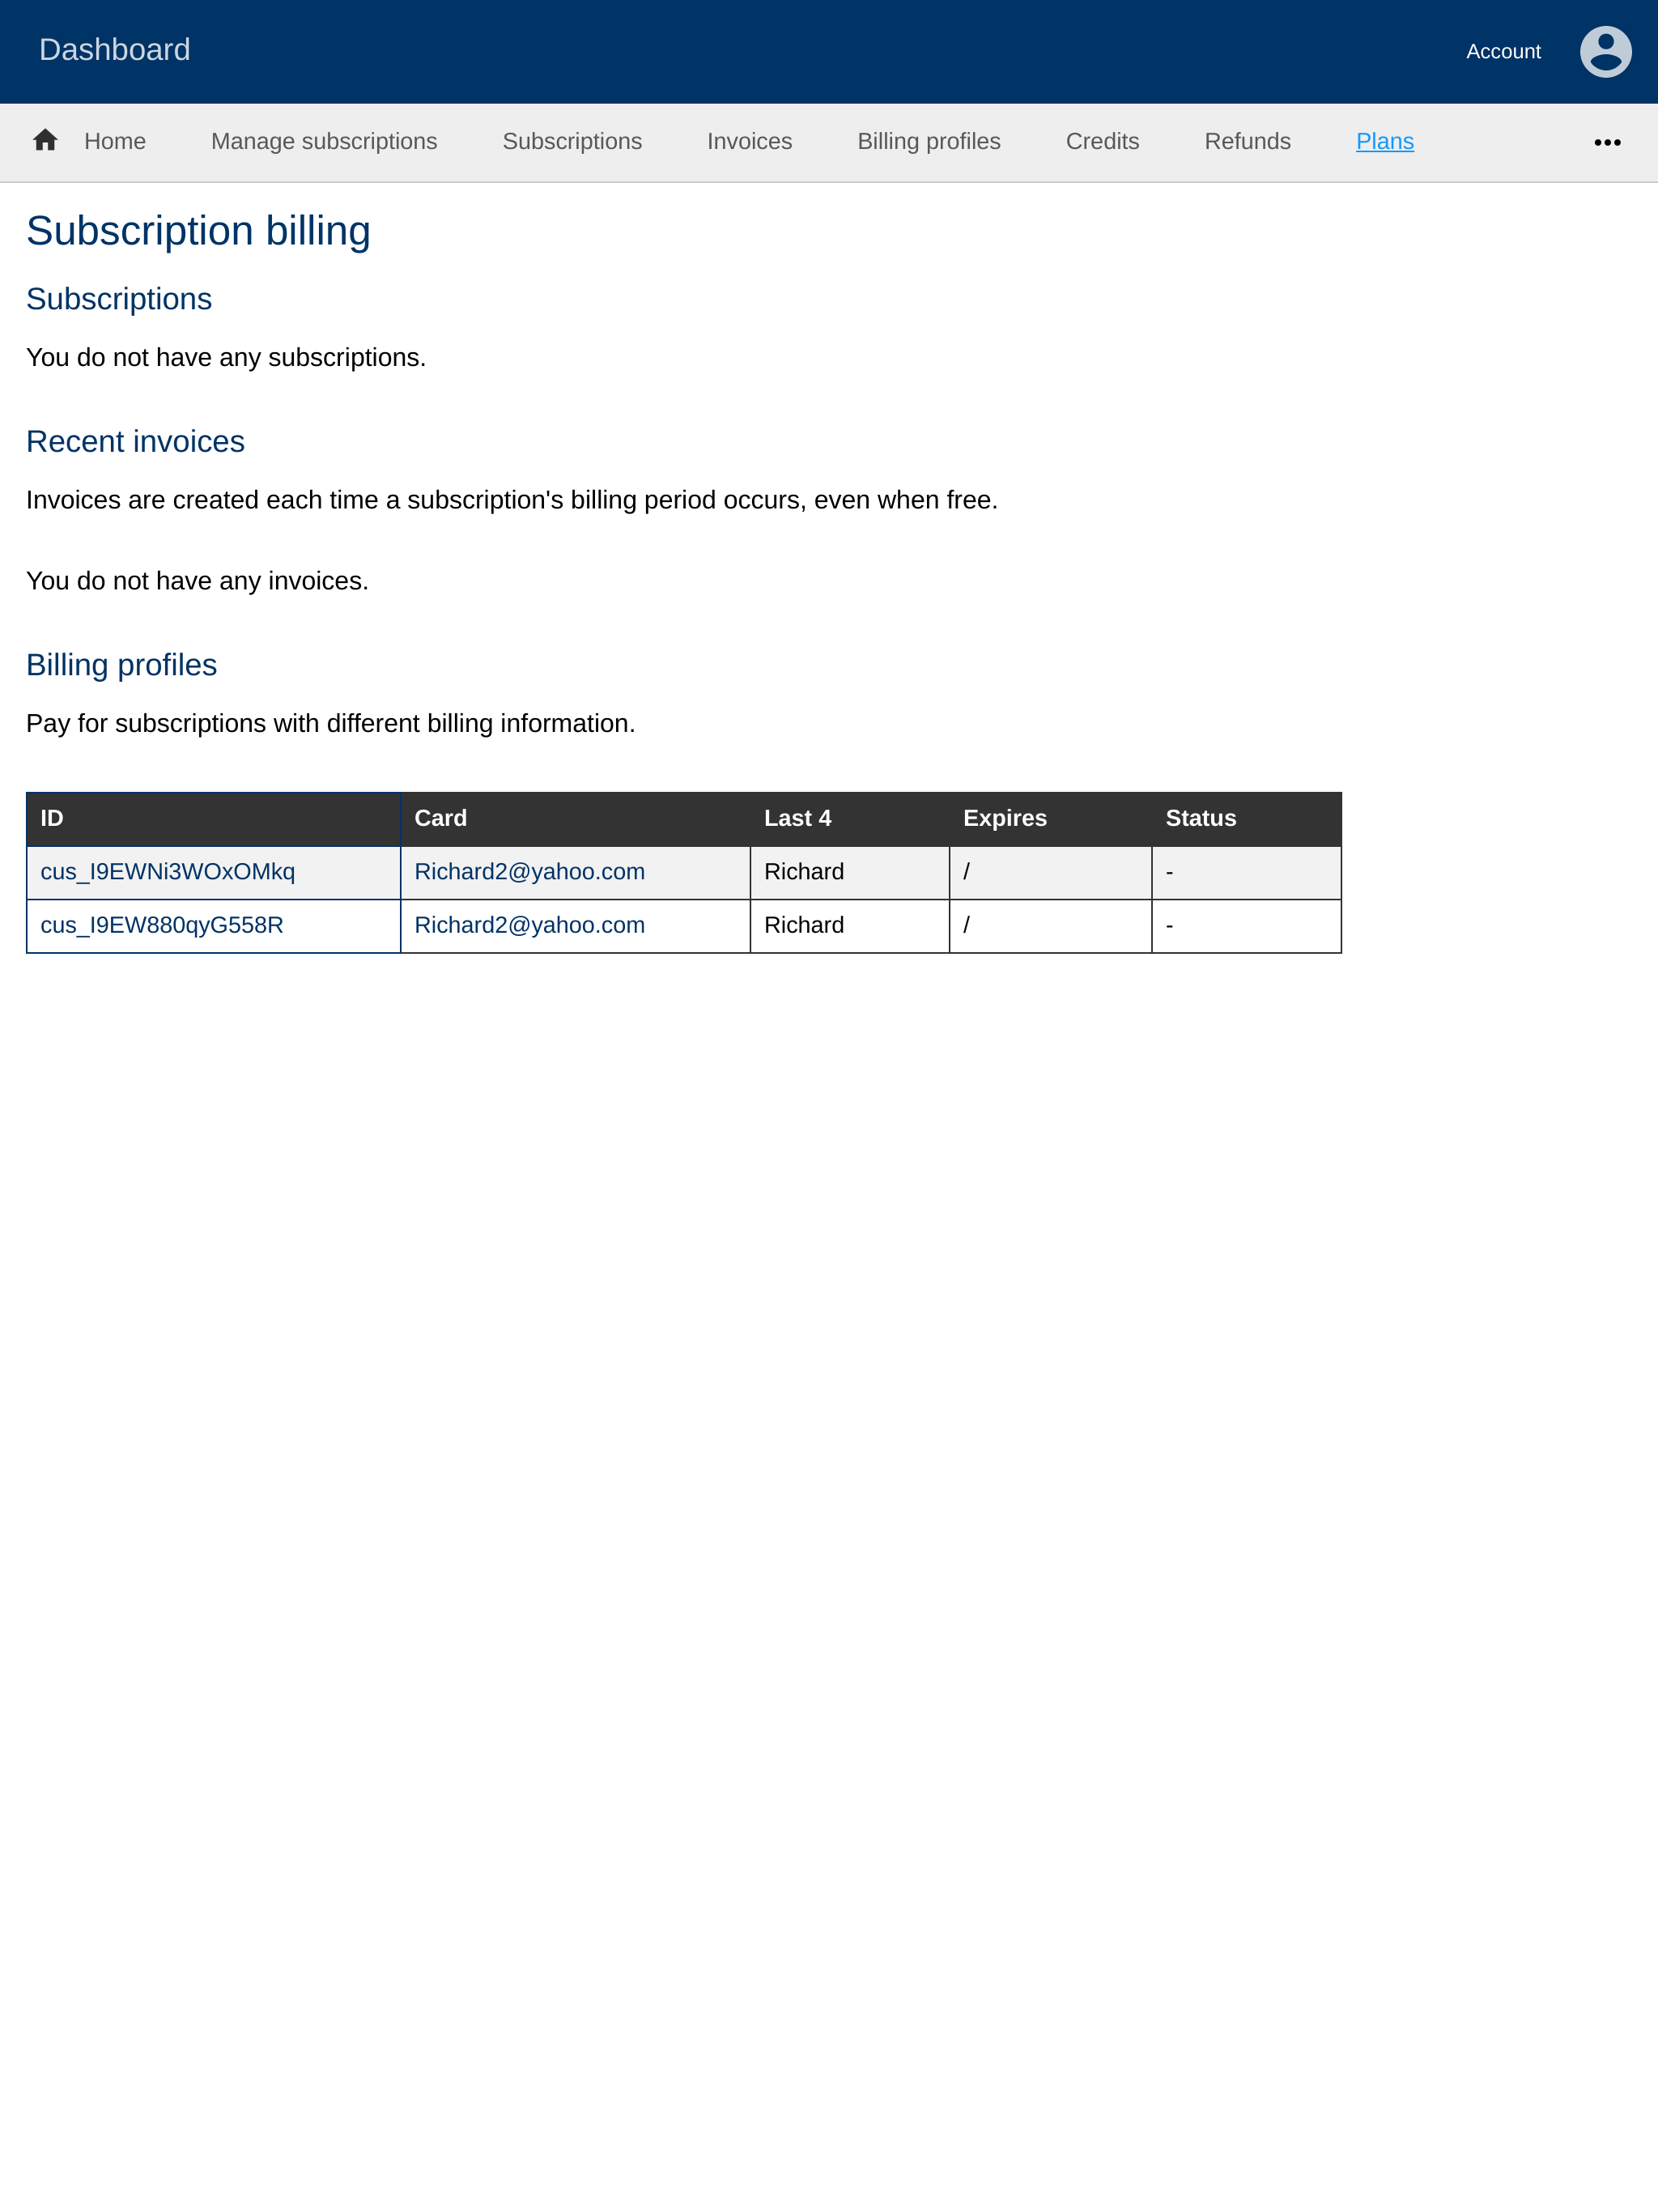 Dashboard
Account
Home Manage subscriptions Subscriptions Invoices Billing profiles Credits Refunds Plans
Subscription billing
Subscriptions
You do not have any subscriptions.
Recent invoices
Invoices are created each time a subscription's billing period occurs, even when free.
You do not have any invoices.
Billing profiles
Pay for subscriptions with different billing information.
ID Card Last 4 Expires Status
cus_I9EWNi3WOxOMkq Richard2@yahoo.com Richard / -
cus_I9EW880qyG558R Richard2@yahoo.com Richard / -